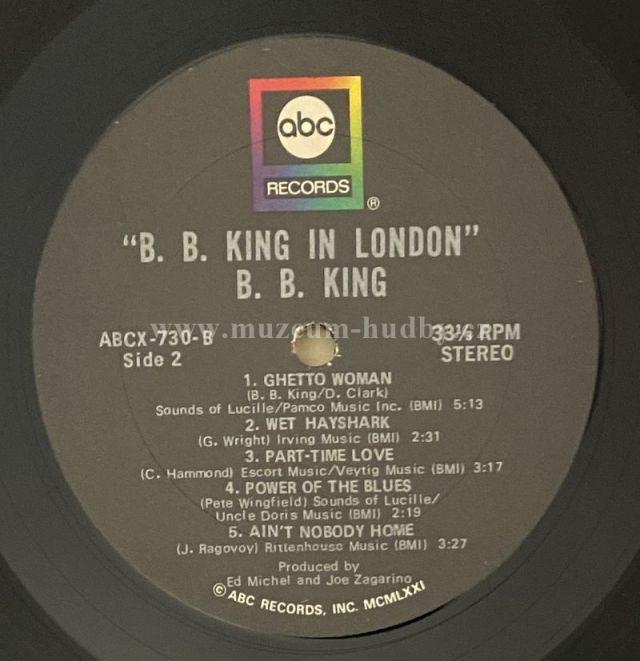 abc
RECORDS
®
"B. B. KING IN LONDON"
B. B. KING
www.muzeum-hudby.cz
ABCX-730-B
Side 2
33⅓ RPM
STEREO
1. GHETTO WOMAN
(B. B. King/D. Clark)
Sounds of Lucille/Pamco Music Inc. (BMI) 5:13
2. WET HAYSHARK
(G. Wright) Irving Music (BMI) 2:31
3. PART-TIME LOVE
(C. Hammond) Escort Music/Veytig Music (BMI) 3:17
4. POWER OF THE BLUES
(Pete Wingfield) Sounds of Lucille/
Uncle Doris Music (BMI) 2:19
5. AIN'T NOBODY HOME
(J. Ragovoy) Rittenhouse Music (BMI) 3:27
Produced by
Ed Michel and Joe Zagarino
© ABC RECORDS, INC. MCMLXXI